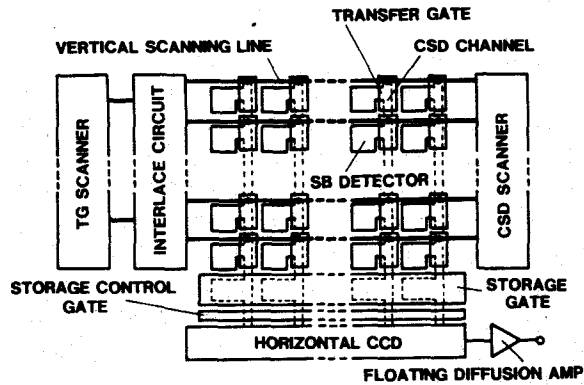 TRANSFER GATE
VERTICAL SCANNING LINE
CSD CHANNEL
TG SCANNER
INTERLACE CIRCUIT
CSD SCANNER
SB DETECTOR
STORAGE CONTROL
GATE
STORAGE
GATE
HORIZONTAL CCD
FLOATING DIFFUSION AMP